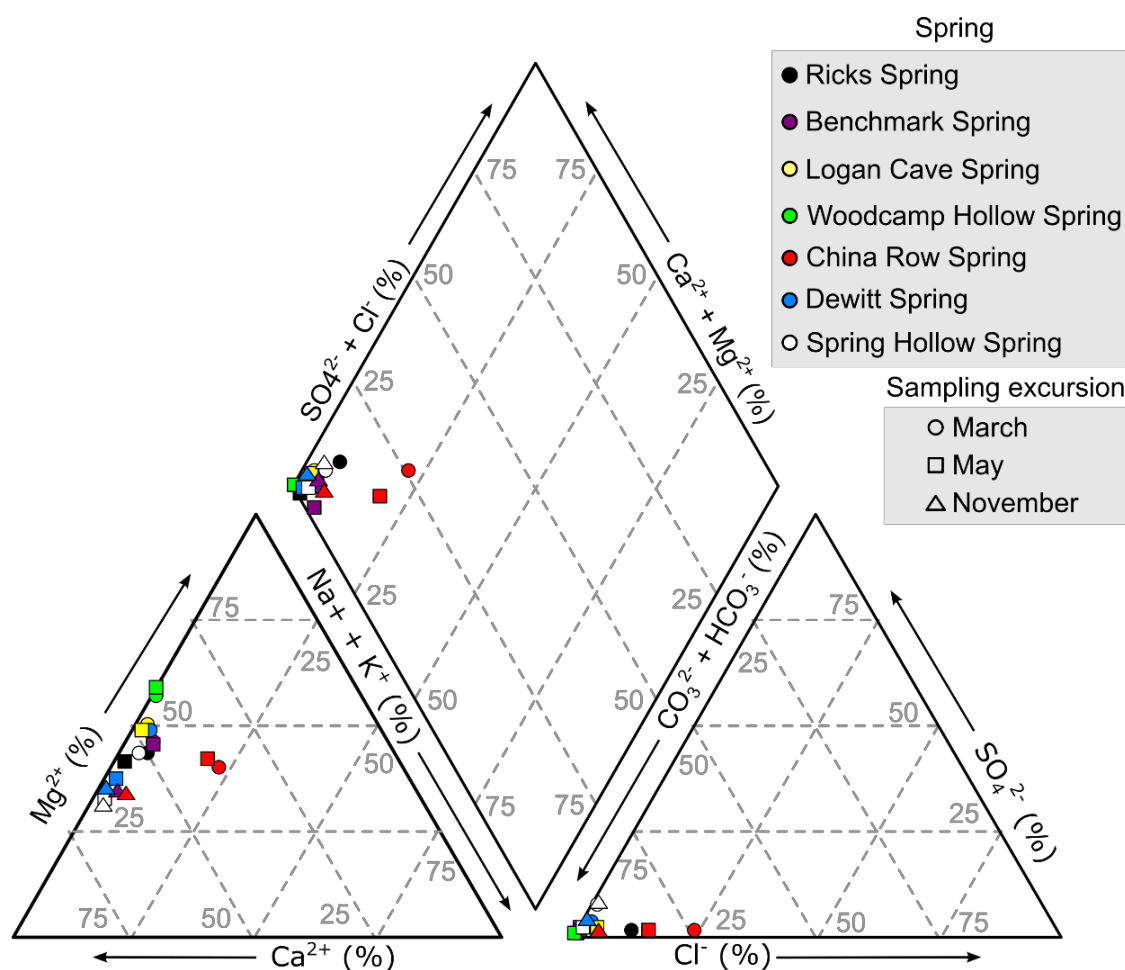 Spring
Ricks Spring
Benchmark Spring
Logan Cave Spring
Woodcamp Hollow Spring
China Row Spring
Dewitt Spring
Spring Hollow Spring
Sampling excursion
March
May
November
75 75
50 50
25 25
SO4²⁻ + Cl⁻ (%)
Ca²⁺ + Mg²⁺ (%)
25 25
50 50
75 75
Na+ + K⁺ (%)
CO₃²⁻ + HCO₃⁻ (%)
75 25
50 50
25 75
Mg²⁺ (%)
75 50 25
Ca²⁺ (%)
25 75
50 50
75 25
SO₄²⁻ (%)
25 50 75
Cl⁻ (%)